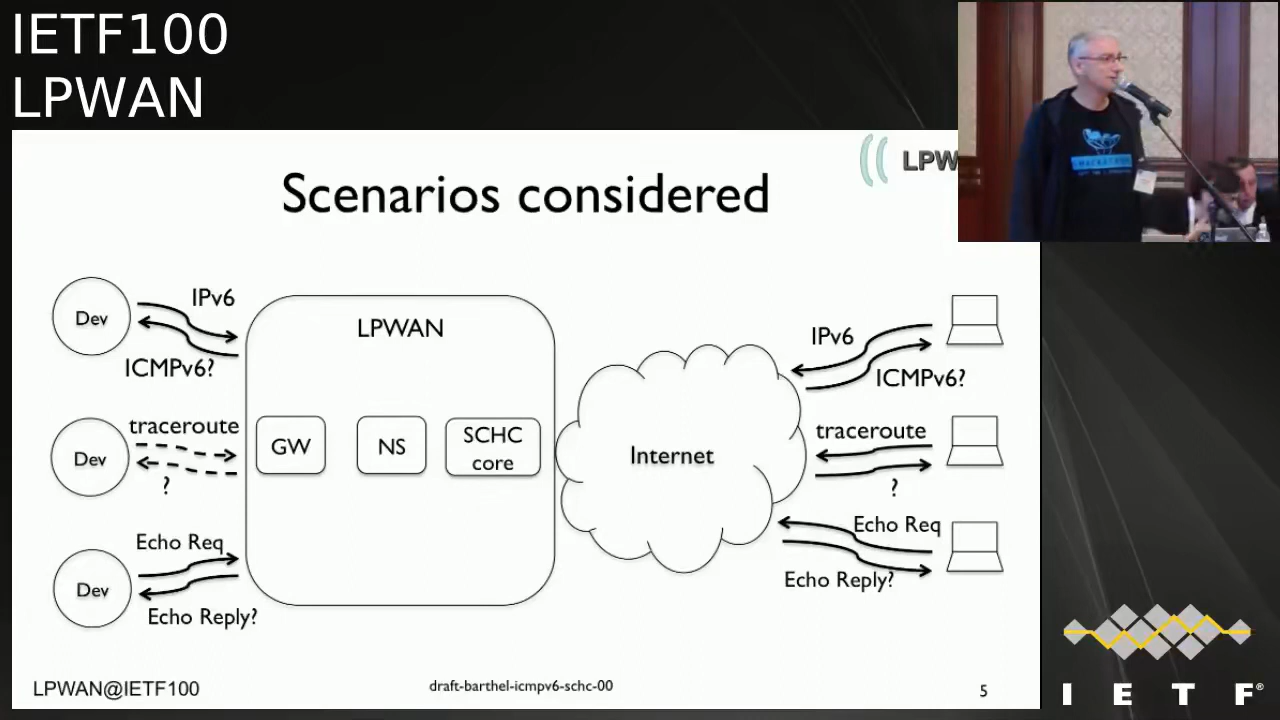 IETF100
LPWAN
LPW
Scenarios considered
Dev
IPv6
ICMPv6?
LPWAN
IPv6
ICMPv6?
Dev
traceroute
?
GW
NS
SCHC
core
Internet
traceroute
?
Dev
Echo Req
Echo Reply?
Echo Req
Echo Reply?
LPWAN@IETF100
draft-barthel-icmpv6-schc-00
5
I E T F®